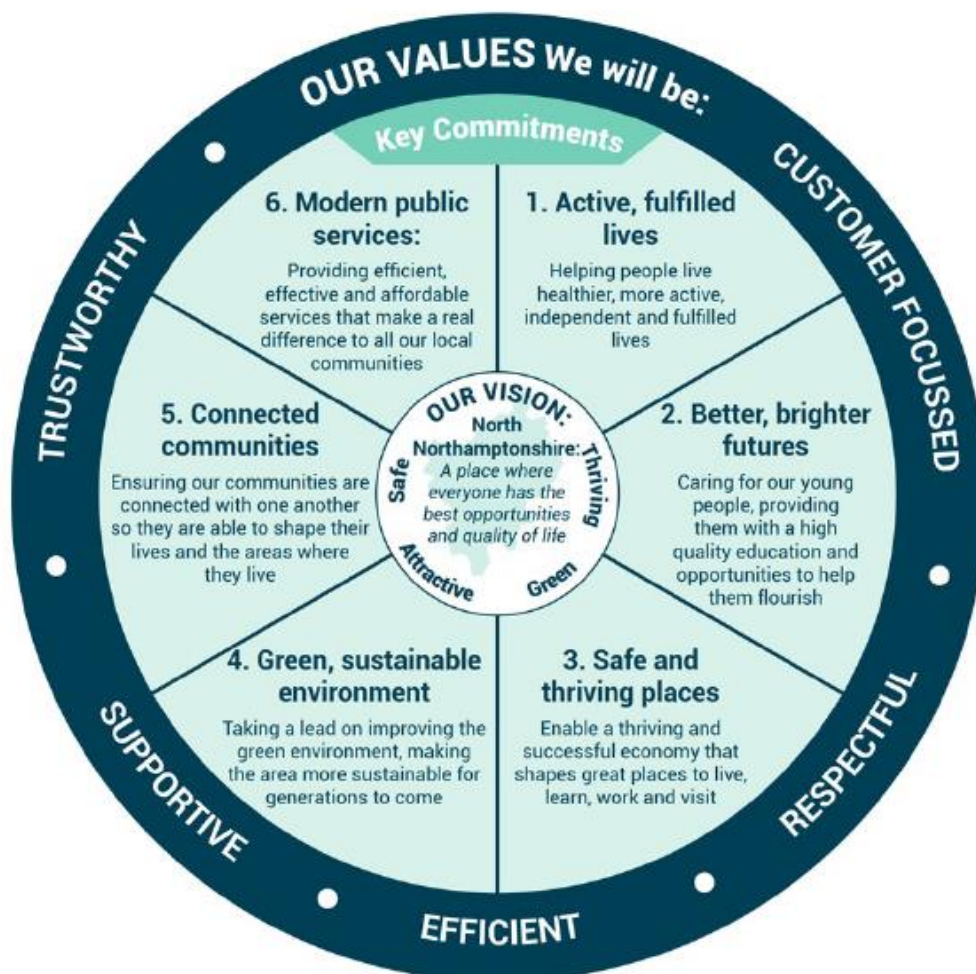 OUR VALUES We will be:
CUSTOMER FOCUSSED
RESPECTFUL
EFFICIENT
SUPPORTIVE
TRUSTWORTHY
Key Commitments
1. Active, fulfilled
lives
Helping people live
healthier, more active,
independent and fulfilled
lives
2. Better, brighter
futures
Caring for our young
people, providing
them with a high
quality education and
opportunities to help
them flourish
3. Safe and
thriving places
Enable a thriving and
successful economy that
shapes great places to live,
learn, work and visit
4. Green, sustainable
environment
Taking a lead on improving the
green environment, making
the area more sustainable for
generations to come
5. Connected
communities
Ensuring our communities are
connected with one another
so they are able to shape their
lives and the areas where
they live
6. Modern public
services:
Providing efficient,
effective and affordable
services that make a real
difference to all our local
communities
OUR VISION:
North
Northamptonshire:
A place where
everyone has the
best opportunities
and quality of life
Safe
Thriving
Attractive
Green